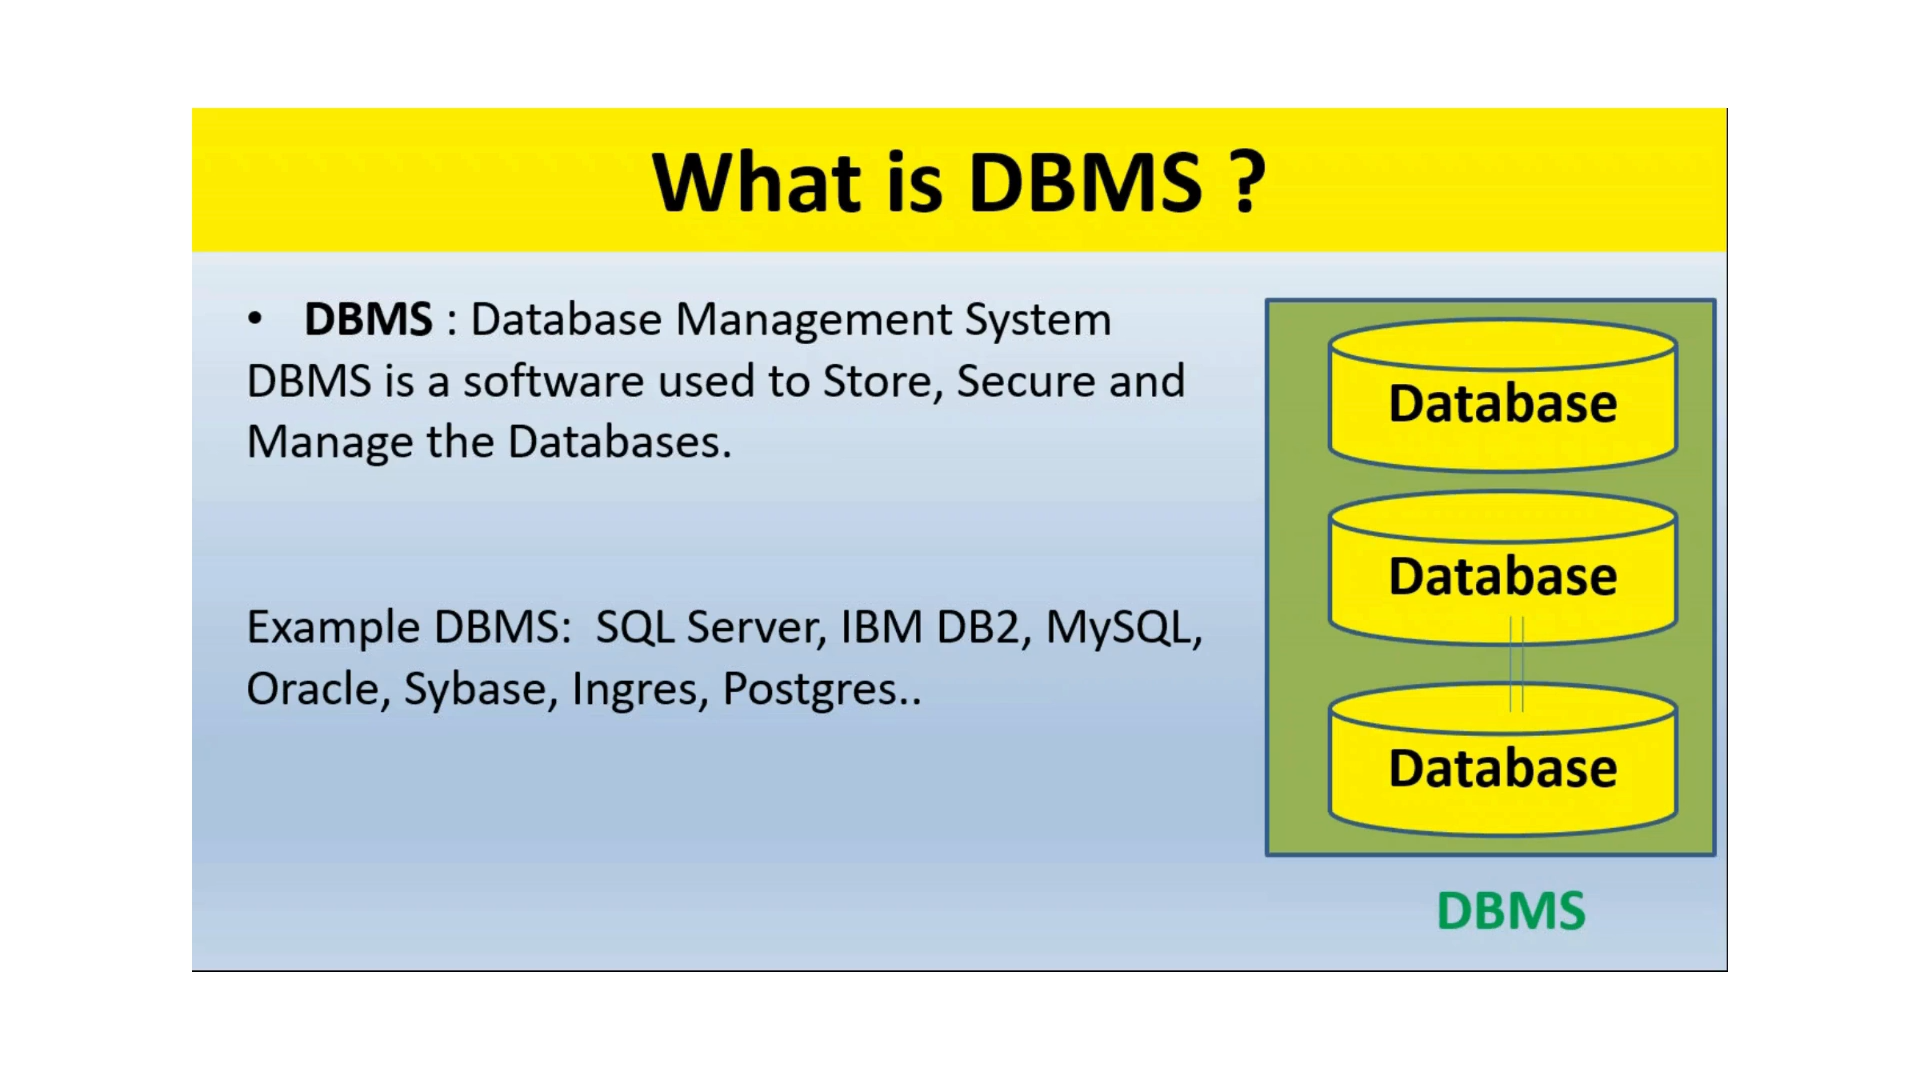 What is DBMS ?
• DBMS : Database Management System
DBMS is a software used to Store, Secure and
Manage the Databases.
Example DBMS:  SQL Server, IBM DB2, MySQL,
Oracle, Sybase, Ingres, Postgres..
Database
Database
Database
DBMS